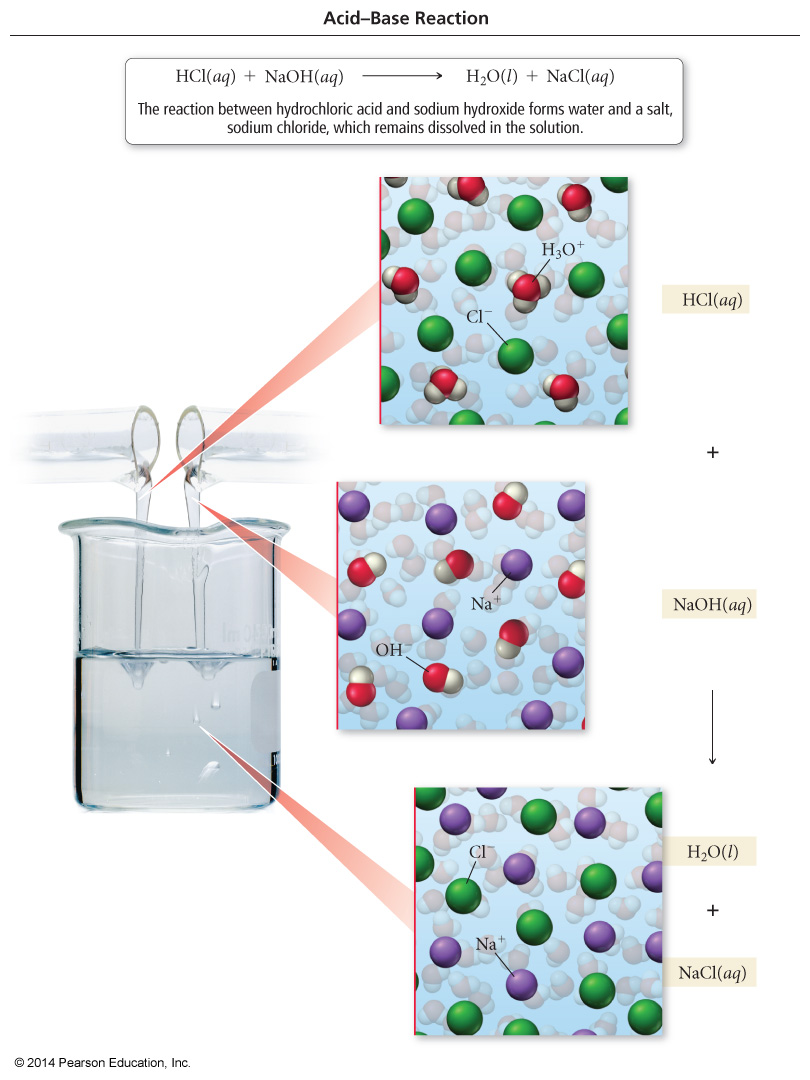 Acid–Base Reaction
HCl(aq) + NaOH(aq) ⟶ H₂O(l) + NaCl(aq)
The reaction between hydrochloric acid and sodium hydroxide forms water and a salt,
sodium chloride, which remains dissolved in the solution.
H₃O⁺
Cl⁻
HCl(aq)
+
Na⁺
OH
NaOH(aq)
Cl⁻
H₂O(l)
+
Na⁺
NaCl(aq)
© 2014 Pearson Education, Inc.